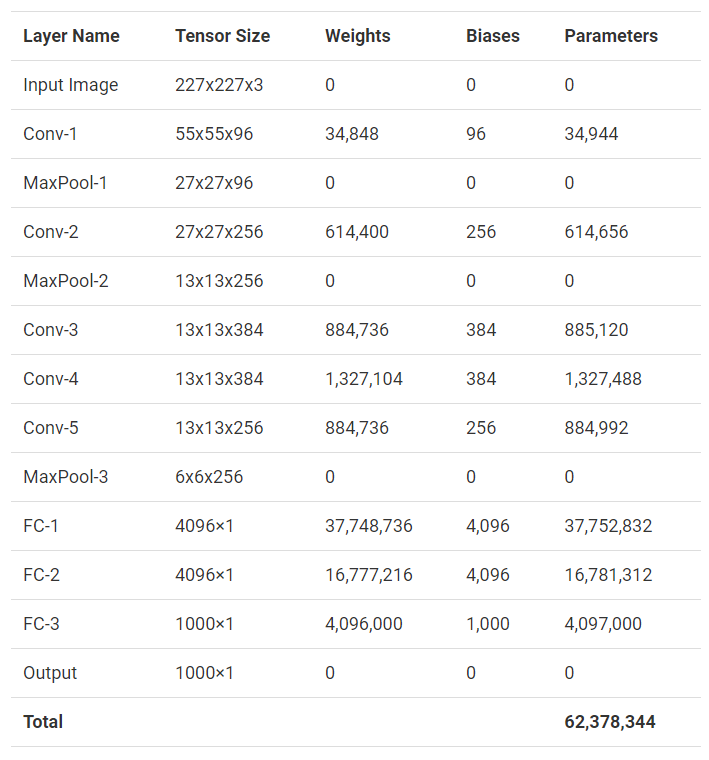 Layer Name Tensor Size Weights Biases Parameters
Input Image 227x227x3 0 0 0
Conv-1 55x55x96 34,848 96 34,944
MaxPool-1 27x27x96 0 0 0
Conv-2 27x27x256 614,400 256 614,656
MaxPool-2 13x13x256 0 0 0
Conv-3 13x13x384 884,736 384 885,120
Conv-4 13x13x384 1,327,104 384 1,327,488
Conv-5 13x13x256 884,736 256 884,992
MaxPool-3 6x6x256 0 0 0
FC-1 4096×1 37,748,736 4,096 37,752,832
FC-2 4096×1 16,777,216 4,096 16,781,312
FC-3 1000×1 4,096,000 1,000 4,097,000
Output 1000×1 0 0 0
Total 62,378,344